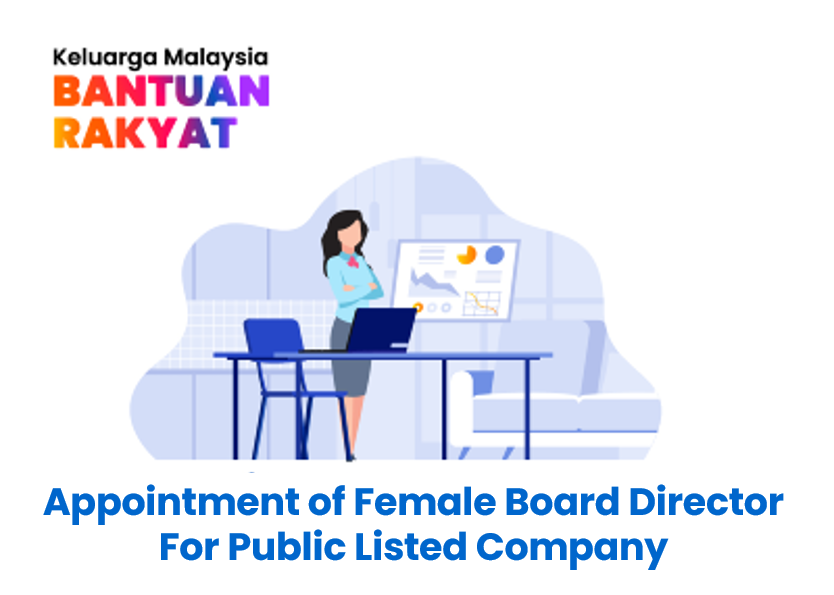 Keluarga Malaysia
BANTUAN
RAKYAT
Appointment of Female Board Director
For Public Listed Company